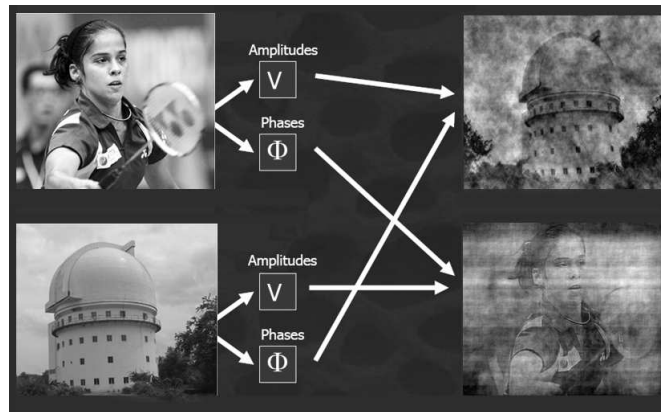 Amplitudes
V
Phases
Φ
Amplitudes
V
Phases
Φ